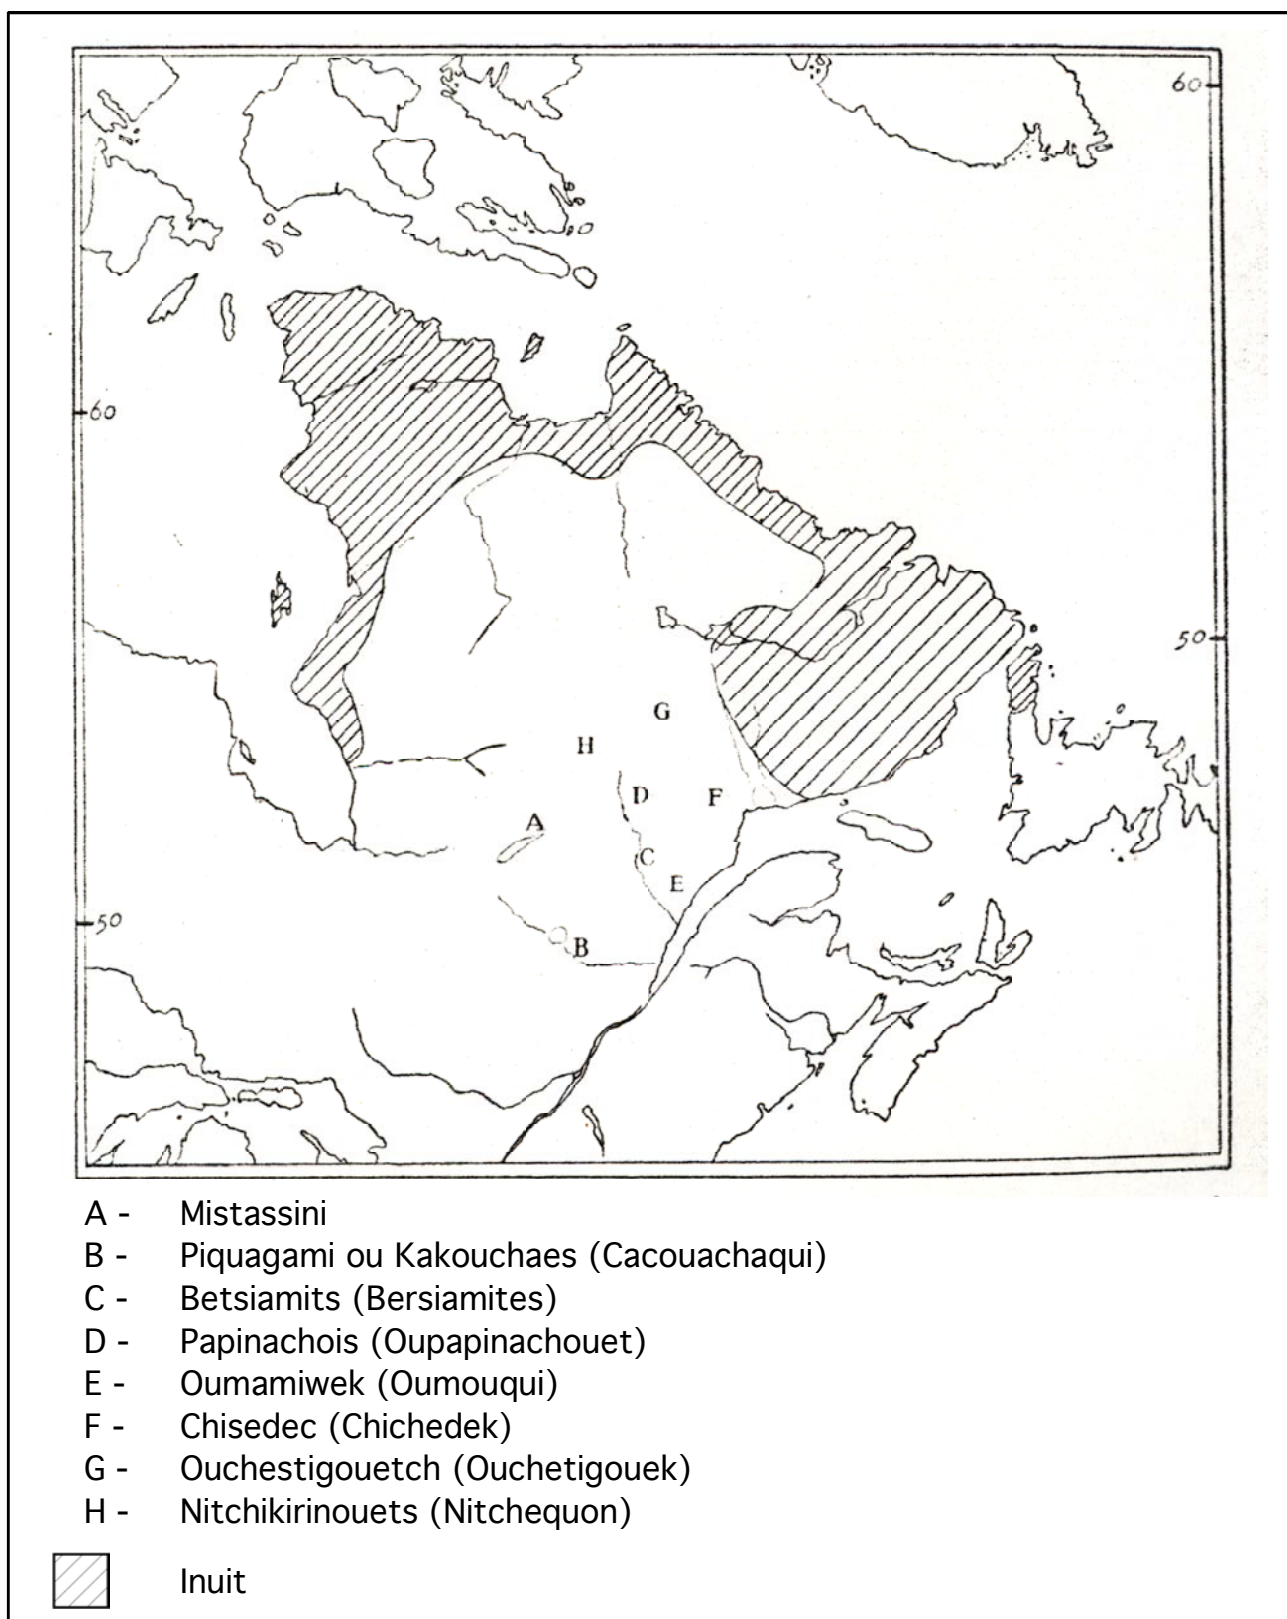 60
60
50
G
H
D
F
A
C
E
50
B
A - Mistassini
B - Piquagami ou Kakouchaes (Cacouachaqui)
C - Betsiamits (Bersiamites)
D - Papinachois (Oupapinachouet)
E - Oumamiwek (Oumouqui)
F - Chisedec (Chichedek)
G - Ouchestigouetch (Ouchetigouek)
H - Nitchikirinouets (Nitchequon)
Inuit